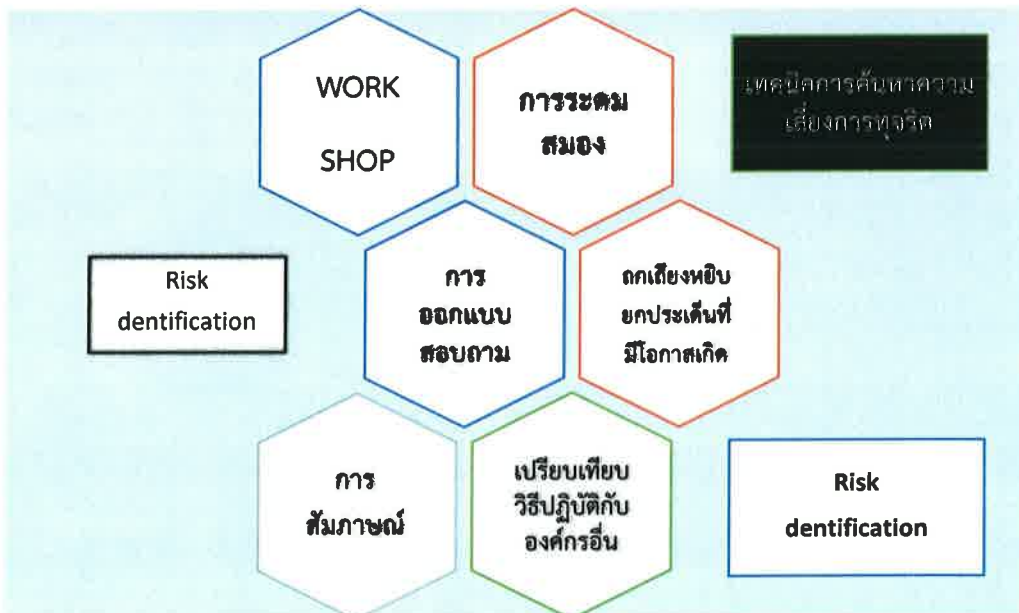 WORK
SHOP
การระดม
สมอง
เทคนิคการค้นหาความ
เสี่ยงการทุจริต
Risk
dentification
การ
ออกแบบ
สอบถาม
ถกเถียงหยิบ
ยกประเด็นที่
มีโอกาสเกิด
การ
สัมภาษณ์
เปรียบเทียบ
วิธีปฏิบัติกับ
องค์กรอื่น
Risk
dentification